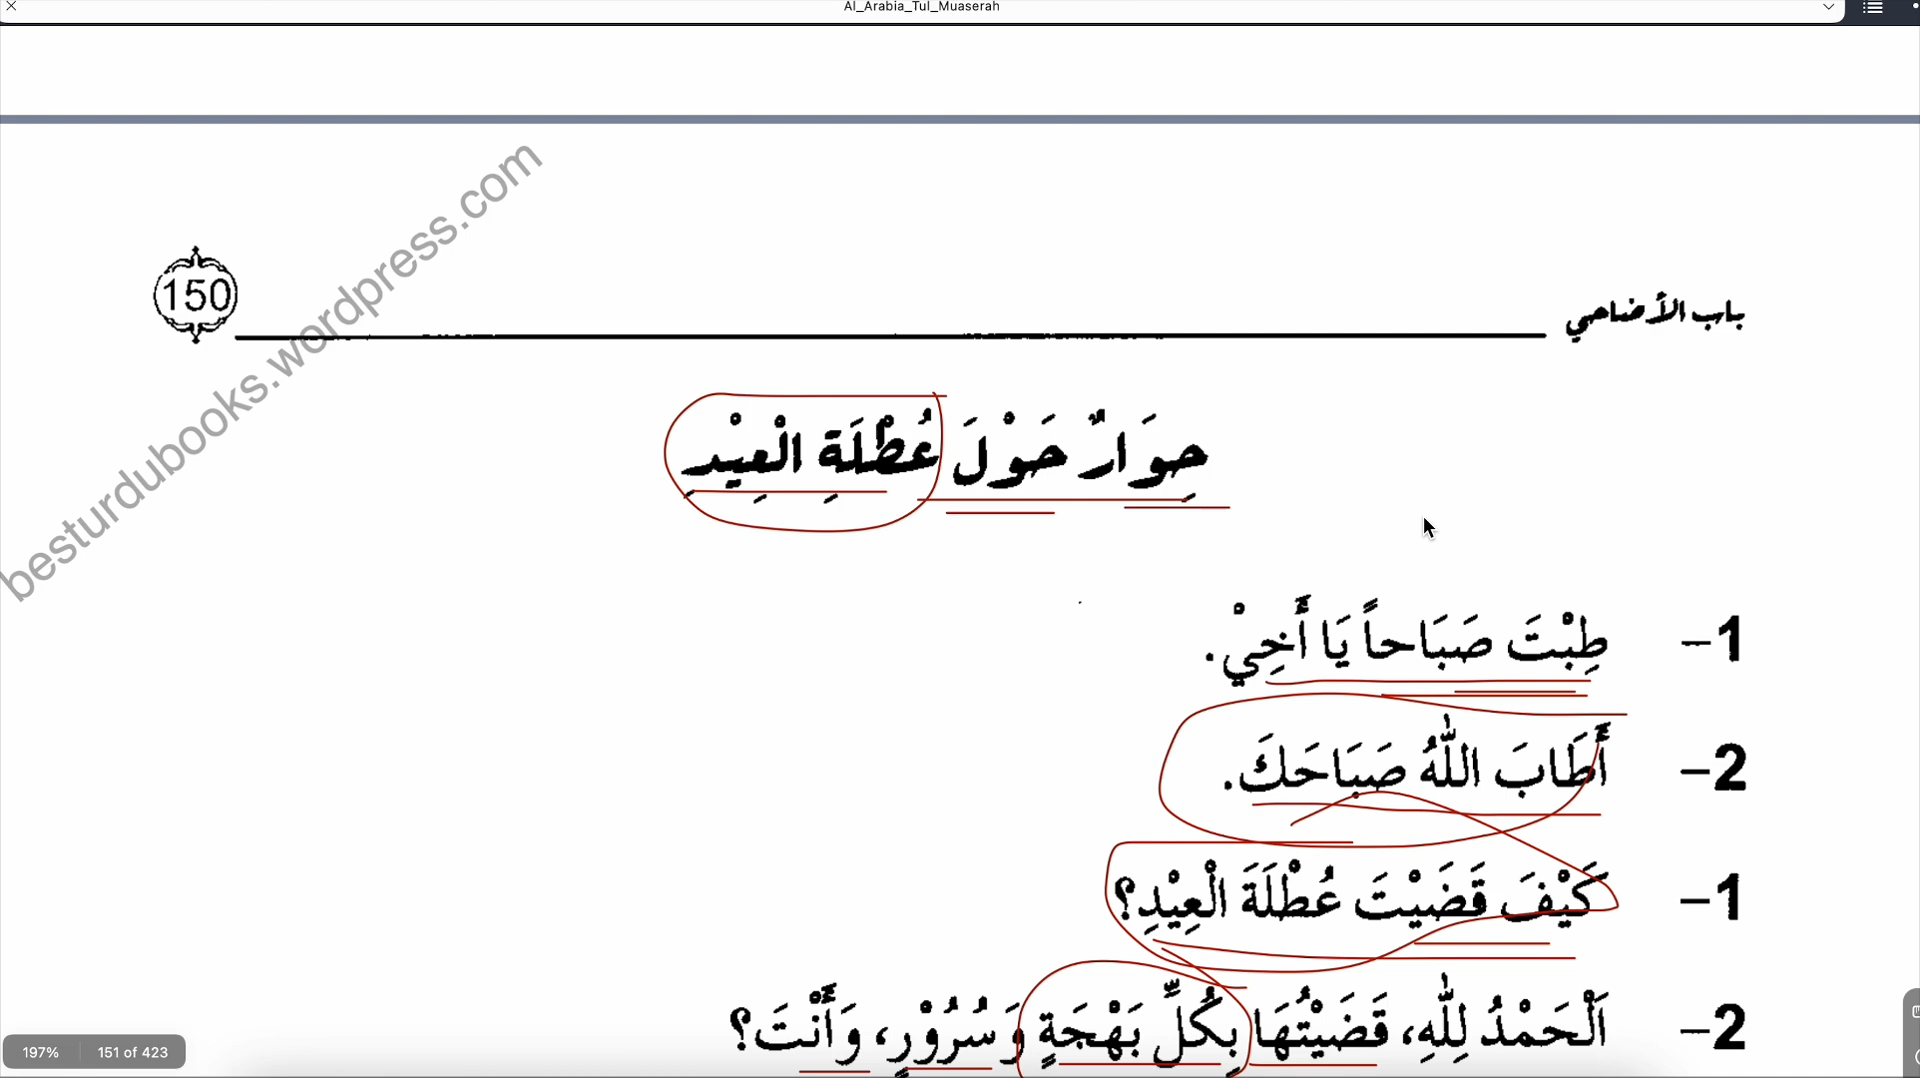 Al_Arabia_Tul_Muaserah
besturdubooks.wordpress.com
150
باب الأضاحي
حِوَارٌ حَوْلَ عُطْلَةِ الْعِيْدِ
1- طِبْتَ صَبَاحاً يَا أَخِيْ.
2- أَطَابَ اللّٰهُ صَبَاحَكَ.
1- كَيْفَ قَضَيْتَ عُطْلَةَ الْعِيْدِ؟
2- اَلْحَمْدُ لِلّٰهِ، قَضَيْتُهَا بِكُلِّ بَهْجَةٍ وَسُرُوْرٍ، وَأَنْتَ؟
197% 151 of 423